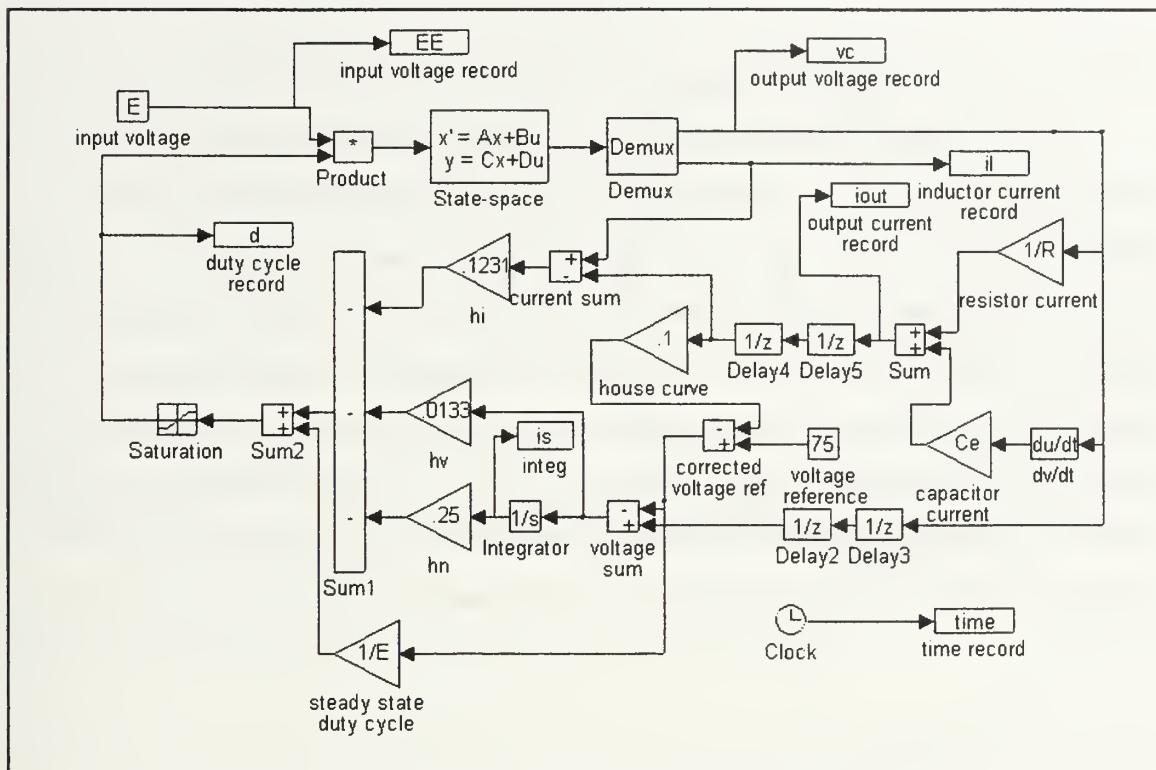 EE
input voltage record
E
input voltage
*
Product
x' = Ax+Bu
y = Cx+Du
State-space
Demux
Demux
vc
output voltage record
il
inductor current
record
iout
output current
record
d
duty cycle
record
.1231
hi
+
-
current sum
1/R
resistor current
.1
house curve
1/z
Delay4
1/z
Delay5
+
+
Sum
-
-
-
Sum1
.0133
hv
is
integ
-
+
corrected
voltage ref
75
voltage
reference
Ce
capacitor
current
du/dt
dv/dt
Saturation
+
+
Sum2
.25
hn
1/s
Integrator
-
+
voltage
sum
1/z
Delay2
1/z
Delay3
1/E
steady state
duty cycle
Clock
time
time record